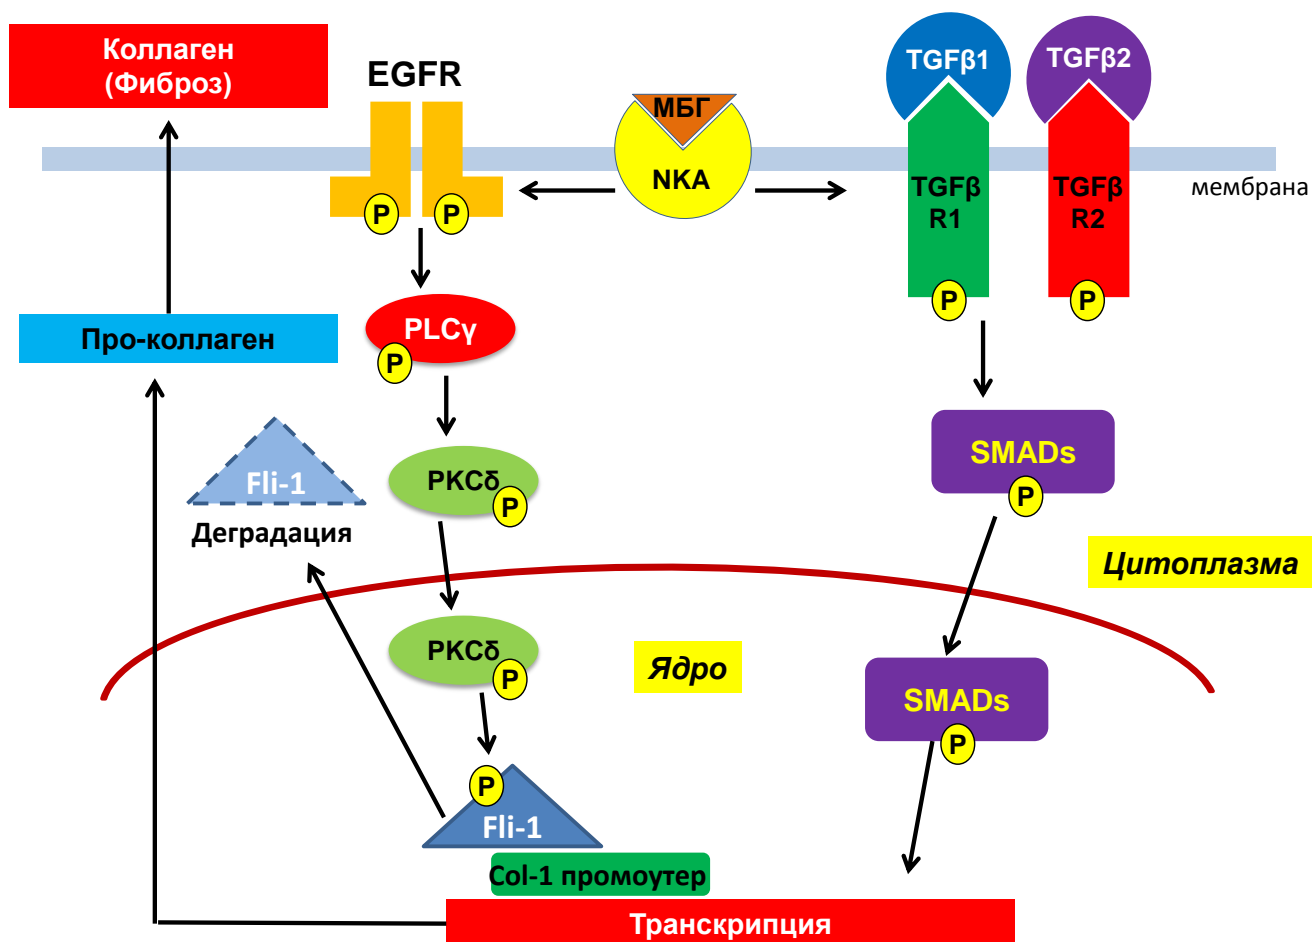 Коллаген
(Фиброз)
EGFR
МБГ
NKA
TGFβ1
TGFβ2
TGFβ
R1
TGFβ
R2
мембрана
P
P
P
P
Про-коллаген
PLCγ
P
Fli-1
Деградация
PKCδ
P
SMADs
P
Цитоплазма
PKCδ
P
Ядро
SMADs
P
P
Fli-1
Col-1 промоутер
Транскрипция